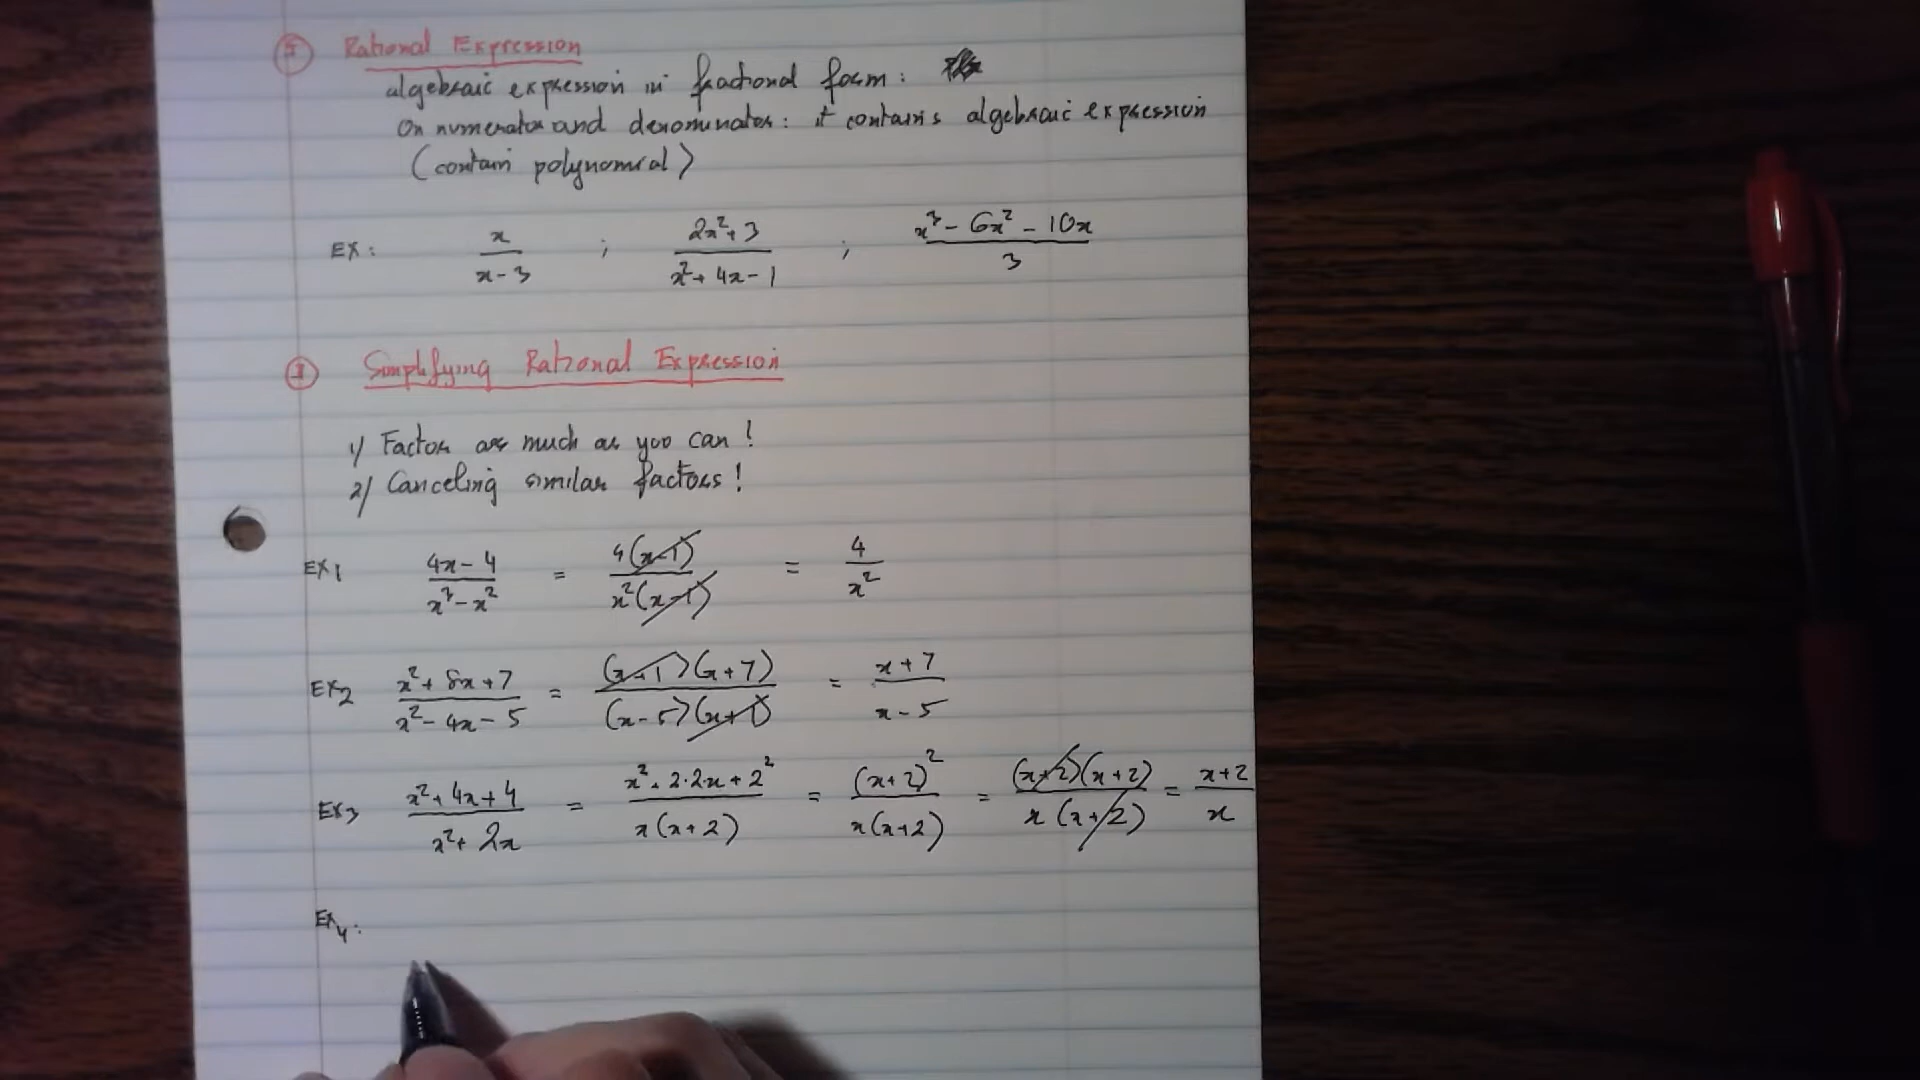 5 Rational Expression
algebraic expression in fractional form:
on numerator and denominator: it contains algebraic expression
(contain polynomial)
EX: x/(x-3) ; (2x²+3)/(x²+4x-1) ; (x³-6x²-10x)/3
Simplifying Rational Expression
1) Factor as much as you can!
2) Canceling similar factors!
EX1 (4x-4)/(x³-x²) = 4(x-1)/x²(x-1) = 4/x²
EX2 (x²+8x+7)/(x²-4x-5) = (x+1)(x+7)/(x-5)(x+1) = (x+7)/(x-5)
EX3 (x²+4x+4)/(x²+2x) = (x²+2·2x+2²)/x(x+2) = (x+2)²/x(x+2) = (x+2)(x+2)/x(x+2) = (x+2)/x
EX4: